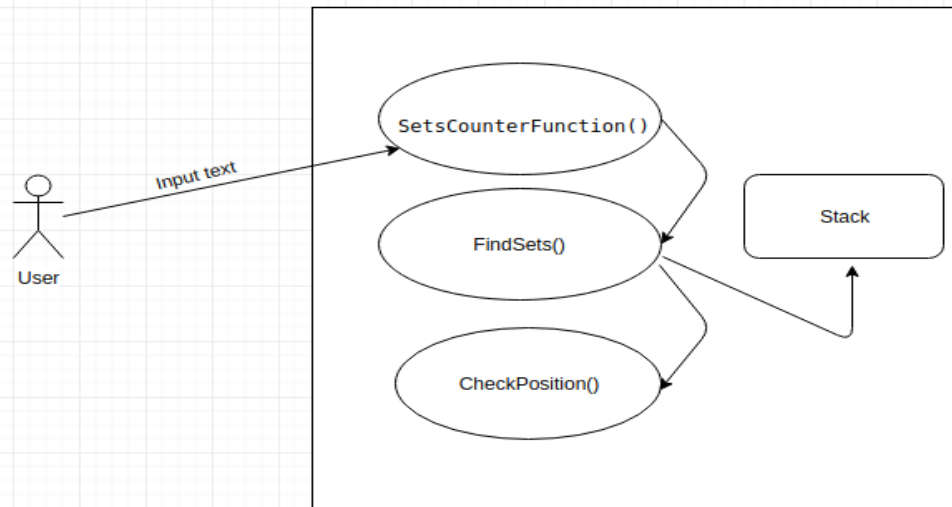 SetsCounterFunction()
Input text
User
FindSets()
Stack
CheckPosition()